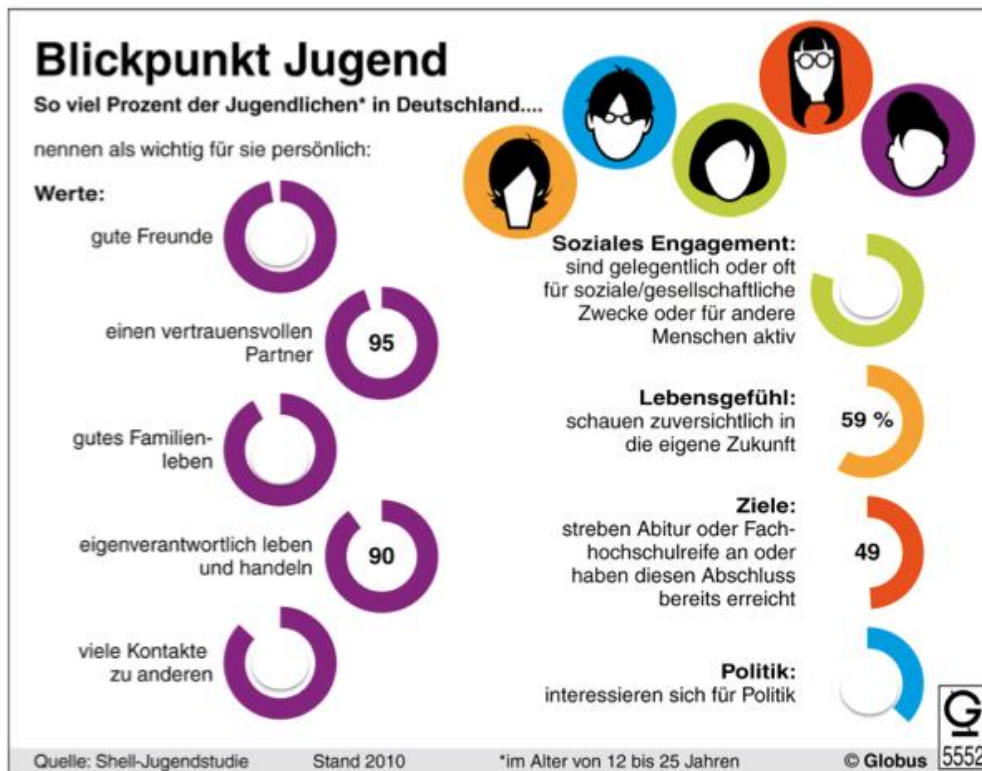 Blickpunkt Jugend
So viel Prozent der Jugendlichen* in Deutschland....
nennen als wichtig für sie persönlich:
Werte:
gute Freunde
einen vertrauensvollen
Partner
95
gutes Familien-
leben
eigenverantwortlich leben
und handeln
90
viele Kontakte
zu anderen
Soziales Engagement:
sind gelegentlich oder oft
für soziale/gesellschaftliche
Zwecke oder für andere
Menschen aktiv
Lebensgefühl:
schauen zuversichtlich in
die eigene Zukunft
59 %
Ziele:
streben Abitur oder Fach-
hochschulreife an oder
haben diesen Abschluss
bereits erreicht
49
Politik:
interessieren sich für Politik
G
5552
Quelle: Shell-Jugendstudie Stand 2010 *im Alter von 12 bis 25 Jahren © Globus